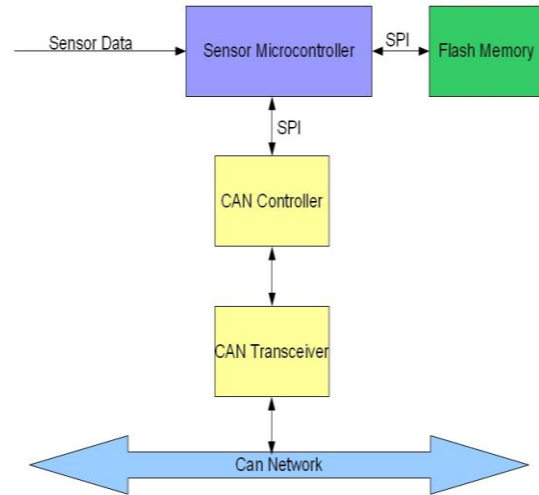 Sensor Data
Sensor Microcontroller
SPI
Flash Memory
SPI
CAN Controller
CAN Transceiver
Can Network